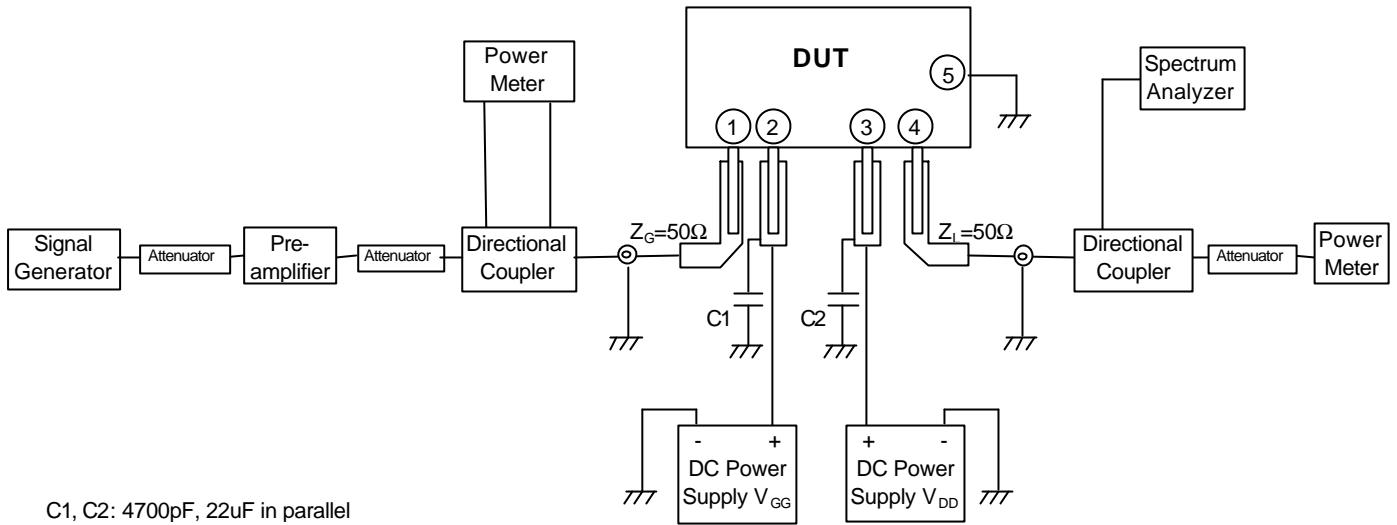 Power
Meter
DUT
5
Spectrum
Analyzer
1
2
3
4
Signal
Generator
Attenuator
Pre-
amplifier
Attenuator
Directional
Coupler
Z_G=50Ω
Z_L=50Ω
Directional
Coupler
Attenuator
Power
Meter
C1
C2
- +
DC Power
Supply V_GG
+ -
DC Power
Supply V_DD
C1, C2: 4700pF, 22uF in parallel